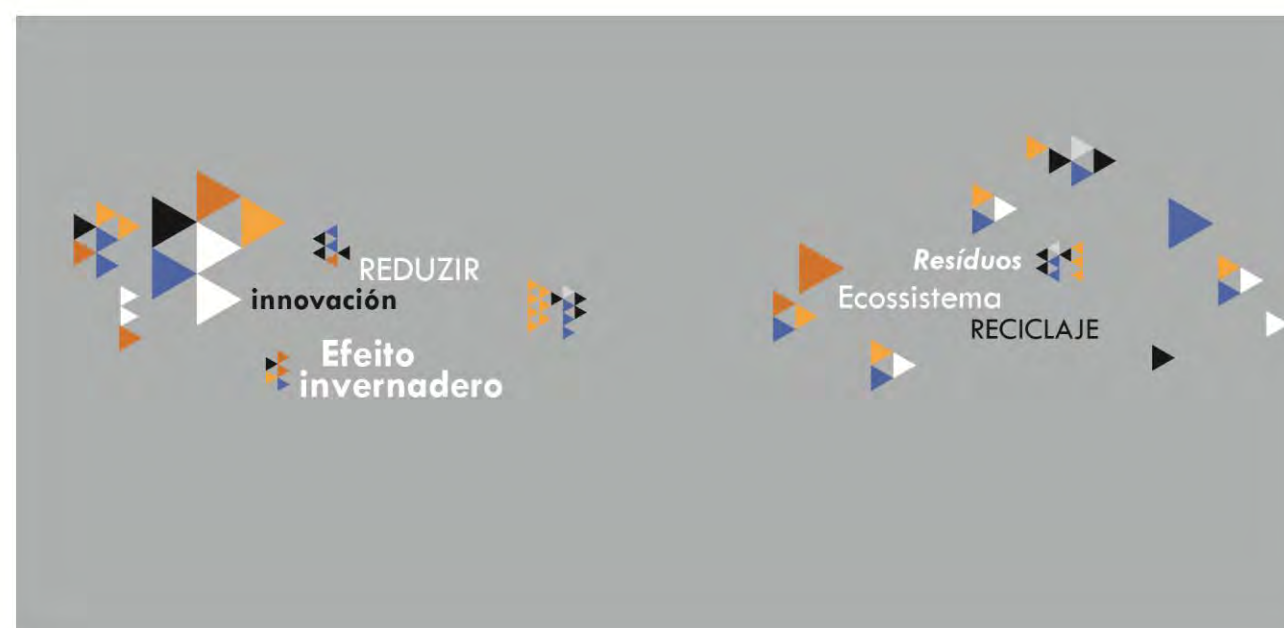 REDUZIR
innovación
Efeito
invernadero
Resíduos
Ecossistema
RECICLAJE